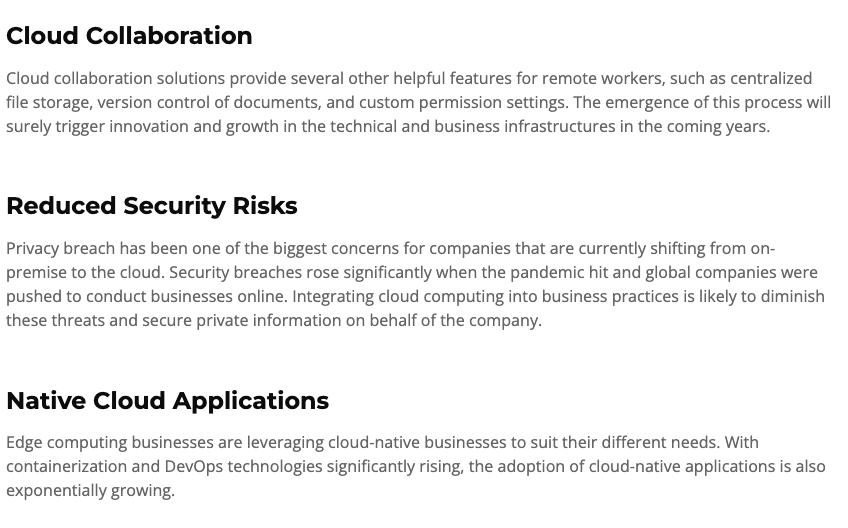 Cloud Collaboration
Cloud collaboration solutions provide several other helpful features for remote workers, such as centralized
file storage, version control of documents, and custom permission settings. The emergence of this process will
surely trigger innovation and growth in the technical and business infrastructures in the coming years.
Reduced Security Risks
Privacy breach has been one of the biggest concerns for companies that are currently shifting from on-
premise to the cloud. Security breaches rose significantly when the pandemic hit and global companies were
pushed to conduct businesses online. Integrating cloud computing into business practices is likely to diminish
these threats and secure private information on behalf of the company.
Native Cloud Applications
Edge computing businesses are leveraging cloud-native businesses to suit their different needs. With
containerization and DevOps technologies significantly rising, the adoption of cloud-native applications is also
exponentially growing.